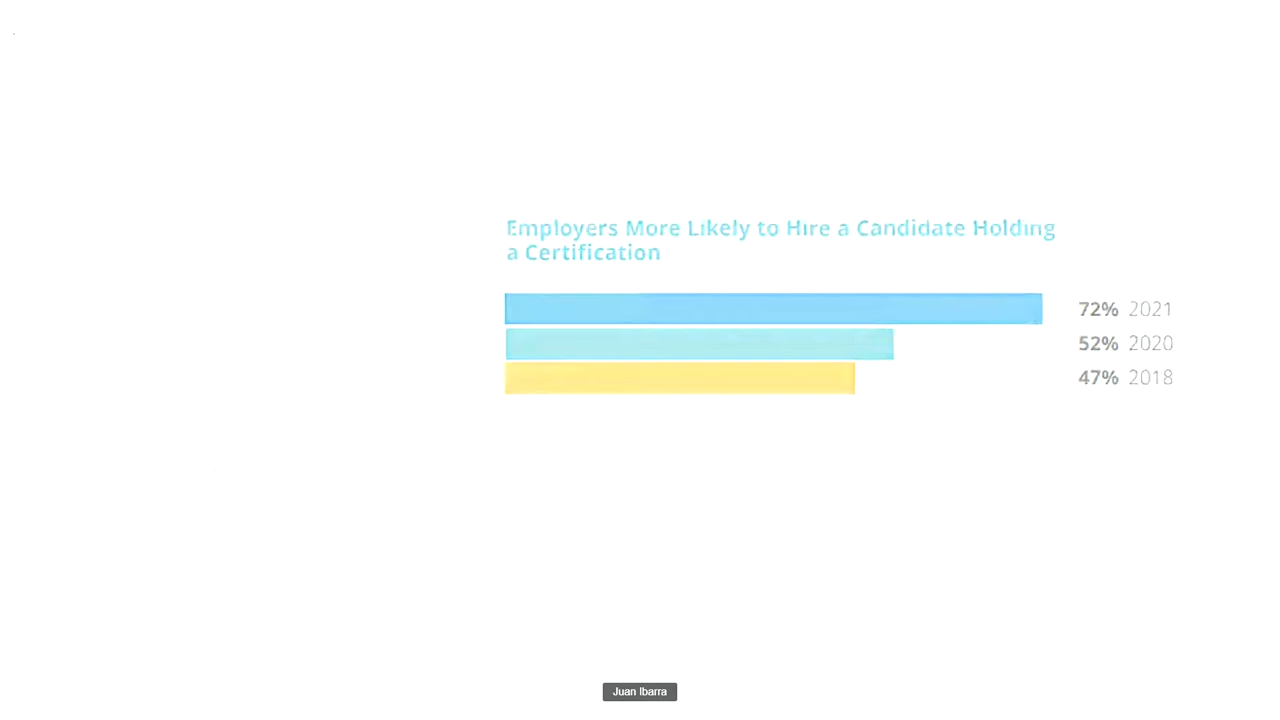 Employers More Likely to Hire a Candidate Holding
a Certification
72% 2021
52% 2020
47% 2018
Juan Ibarra